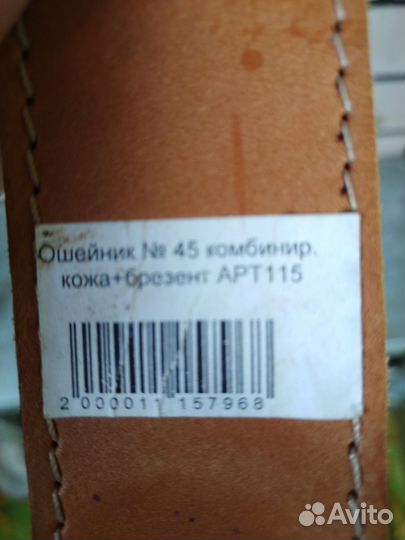 Ошейник № 45 комбинир.
кожа+брезент АРТ115
2 000011 157968
Avito